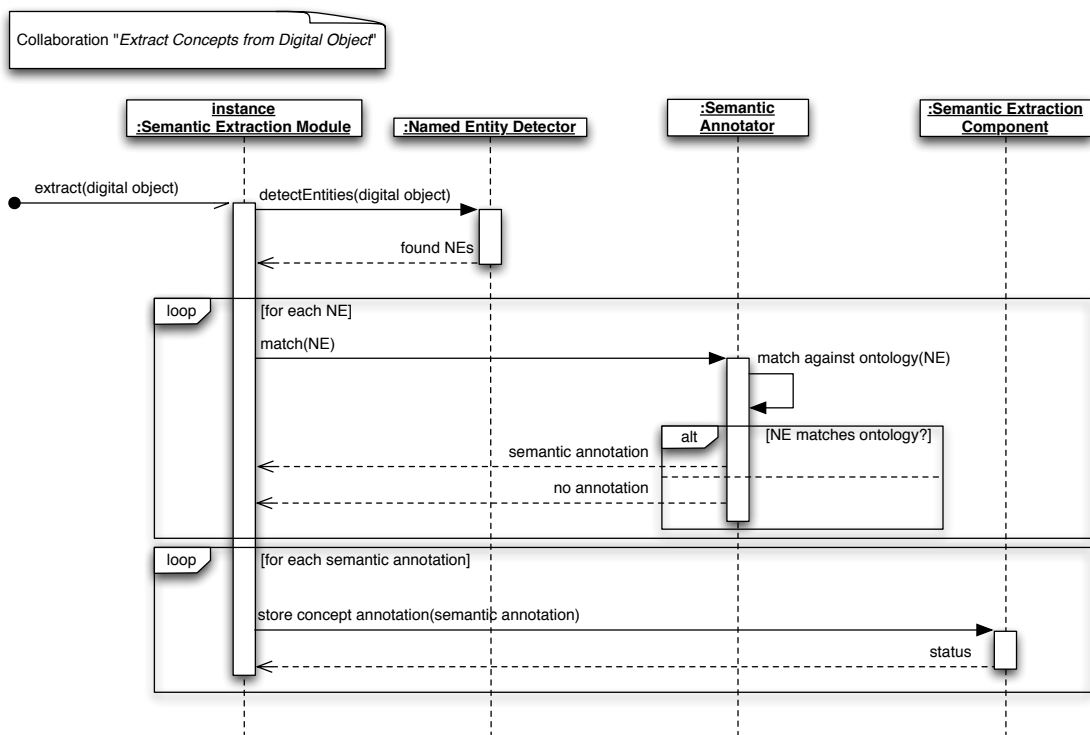 Collaboration "Extract Concepts from Digital Object"
instance
:Semantic Extraction Module
:Named Entity Detector
:Semantic
Annotator
:Semantic Extraction
Component
extract(digital object)
detectEntities(digital object)
found NEs
loop
[for each NE]
match(NE)
match against ontology(NE)
alt
[NE matches ontology?]
semantic annotation
no annotation
loop
[for each semantic annotation]
store concept annotation(semantic annotation)
status